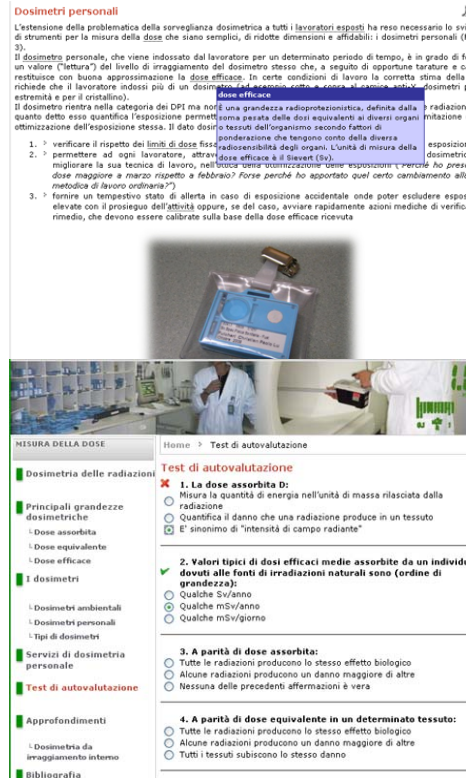 Dosimetri personali
L'estensione della problematica della sorveglianza dosimetrica a tutti i lavoratori esposti ha reso necessario lo
di strumenti per la misura della dose che siano semplici, di ridotte dimensioni e affidabili: i dosimetri personali
3).
Il dosimetro personale, che viene indossato dal lavoratore per un determinato periodo di tempo, è in grado di
un valore ("lettura") del livello di irraggiamento del dosimetro stesso che, a seguito di opportune tarature e
restituisce con buona approssimazione la dose efficace. In certe condizioni di lavoro la corretta stima della
richiede che il lavoratore indossi più di un
estremità e per il cristallino).
Il dosimetro rientra nella categoria dei DPI ma
quanto detto esso quantifica l'esposizione
ottimizzazione dell'esposizione stessa. Il dato
dose efficace
È una grandezza radioprotezionistica, definita dalla
soma pesata delle dosi equivalenti ai diversi organi
o tessuti dell'organismo secondo fattori di
ponderazione che tengono conto della diversa
radiosensibilità degli organi. L'unità di misura della
dose efficace è il Sievert (Sv).
1. > verificare il rispetto dei limiti di dose
2. > permettere ad ogni lavoratore,
migliorare la sua tecnica di lavoro,
dose maggiore a marzo rispetto a febbraio? Forse perché ho apportato quel certo cambiamento
metodica di lavoro ordinaria?")
3. > fornire un tempestivo stato di allerta in caso di esposizione accidentale onde poter escludere
elevate con il prosieguo dell'attività oppure, se del caso, avviare rapidamente azioni mediche di
rimedio, che devono essere calibrate sulla base della dose efficace ricevuta
MISURA DELLA DOSE
Home > Test di autovalutazione
Dosimetria delle radiazioni
Principali grandezze
dosimetriche
Dose assorbita
Dose equivalente
Dose efficace
I dosimetri
Dosimetri ambientali
Dosimetri personali
Tipi di dosimetri
Servizi di dosimetria
personale
Test di autovalutazione
Approfondimenti
Dosimetria da
irraggiamento interno
Bibliografia
Test di autovalutazione
1. La dose assorbita D:
Misura la quantità di energia nell'unità di massa rilasciata dalla
radiazione
Quantifica il danno che una radiazione produce in un tessuto
E' sinonimo di "intensità di campo radiante"
2. Valori tipici di dosi efficaci medie assorbite da un
dovuti alle fonti di irradiazioni naturali sono (ordine di
grandezza):
Qualche Sv/anno
Qualche mSv/anno
Qualche mSv/giorno
3. A parità di dose assorbita:
Tutte le radiazioni producono lo stesso effetto biologico
Alcune radiazioni producono un danno maggiore di altre
Nessuna delle precedenti affermazioni è vera
4. A parità di dose equivalente in un determinato tessuto:
Tutte le radiazioni producono lo stesso effetto biologico
Alcune radiazioni producono un danno maggiore di altre
Tutti i tessuti subiscono lo stesso danno